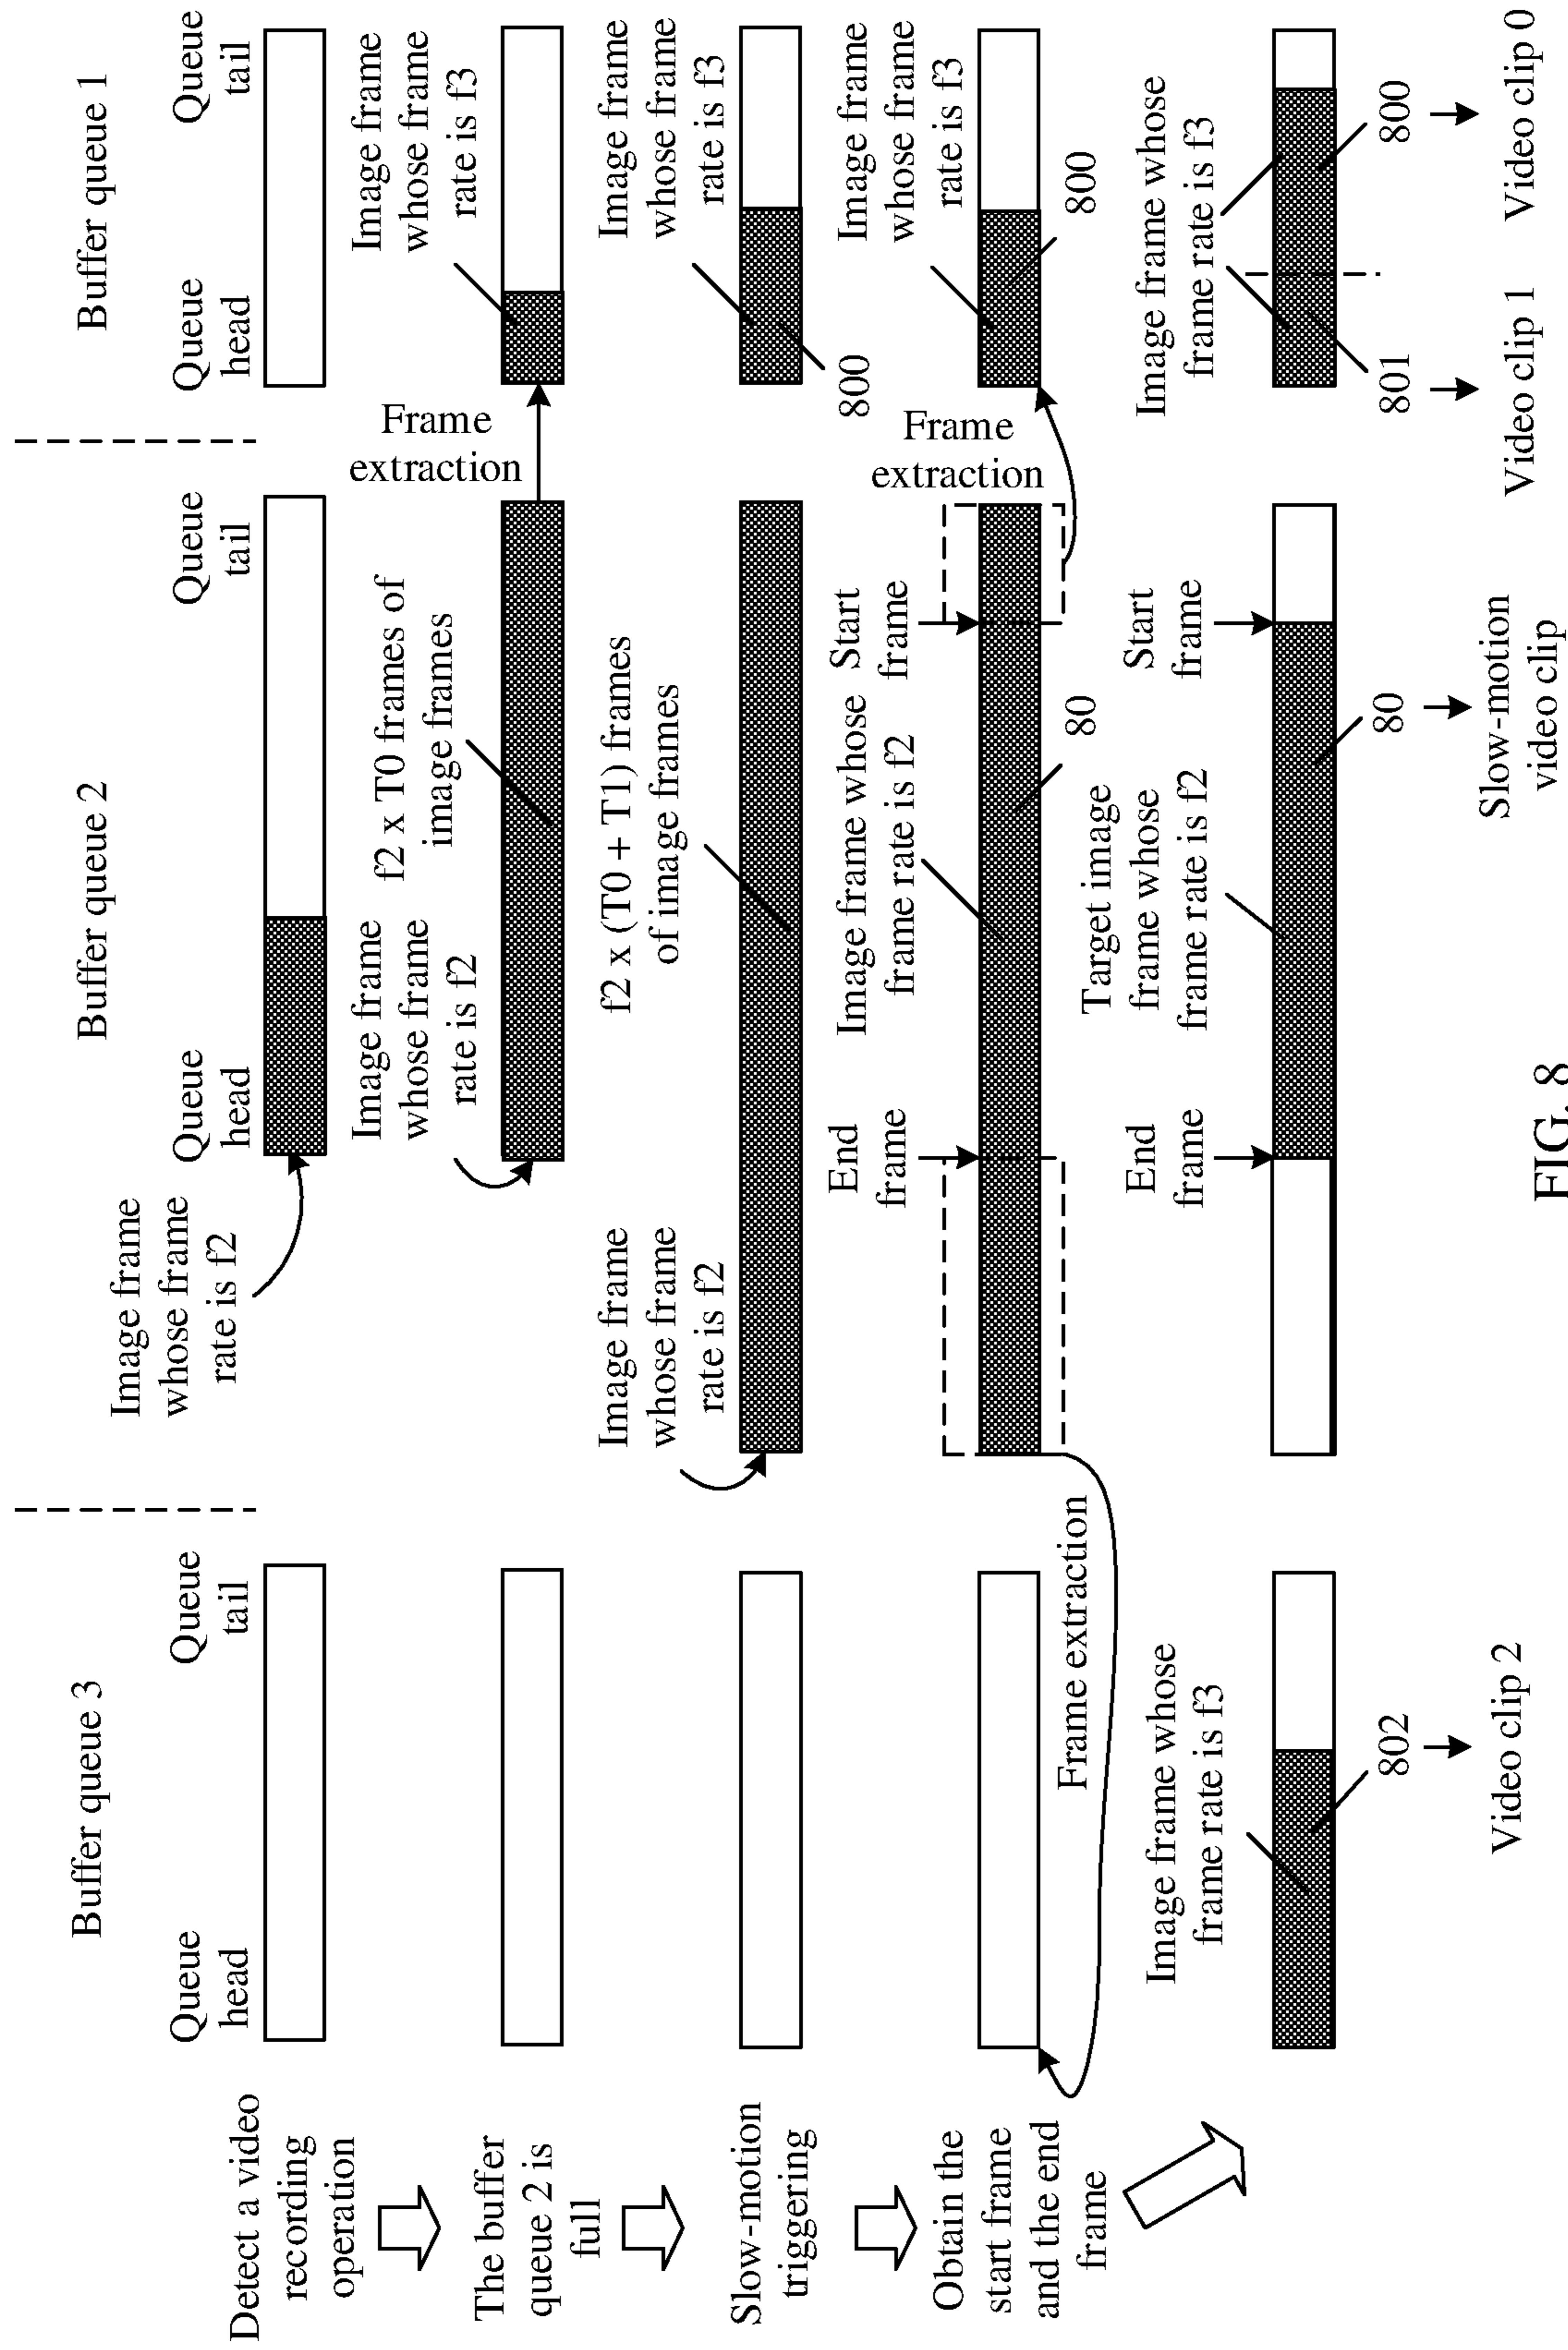 Buffer queue 3
Buffer queue 2
Buffer queue 1
Image frame
whose frame
rate is f2
Queue
head
Queue
tail
Queue
head
Queue
tail
Queue
head
Queue
tail
Detect a video
recording
operation
Image frame
whose frame
rate is f2
f2 x T0 frames of
image frames
Frame
extraction
Image frame
whose frame
rate is f3
The buffer
queue 2 is
full
Image frame
whose frame
rate is f2
f2 x (T0 + T1) frames
of image frames
Image frame
whose frame
rate is f3
800
Slow-motion
triggering
End
frame
Image frame whose
frame rate is f2
Start
frame
Frame
extraction
Image frame
whose frame
rate is f3
Obtain the
start frame
and the end
frame
Frame extraction
80
800
Image frame whose
frame rate is f3
End
frame
Target image
frame whose
frame rate is f2
Start
frame
Image frame whose
frame rate is f3
802
80
801
800
Video clip 2
Slow-motion
video clip
Video clip 1
Video clip 0
FIG. 8